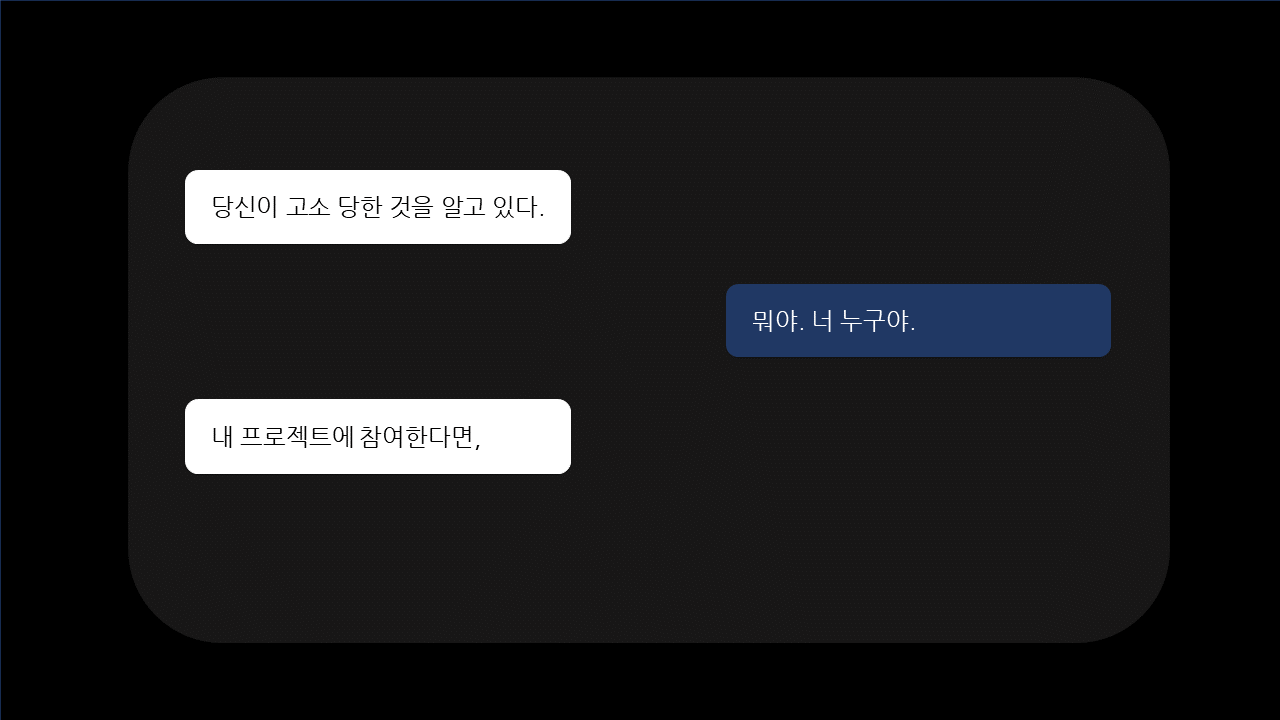 당신이 고소 당한 것을 알고 있다.
뭐야. 너 누구야.
내 프로젝트에 참여한다면,